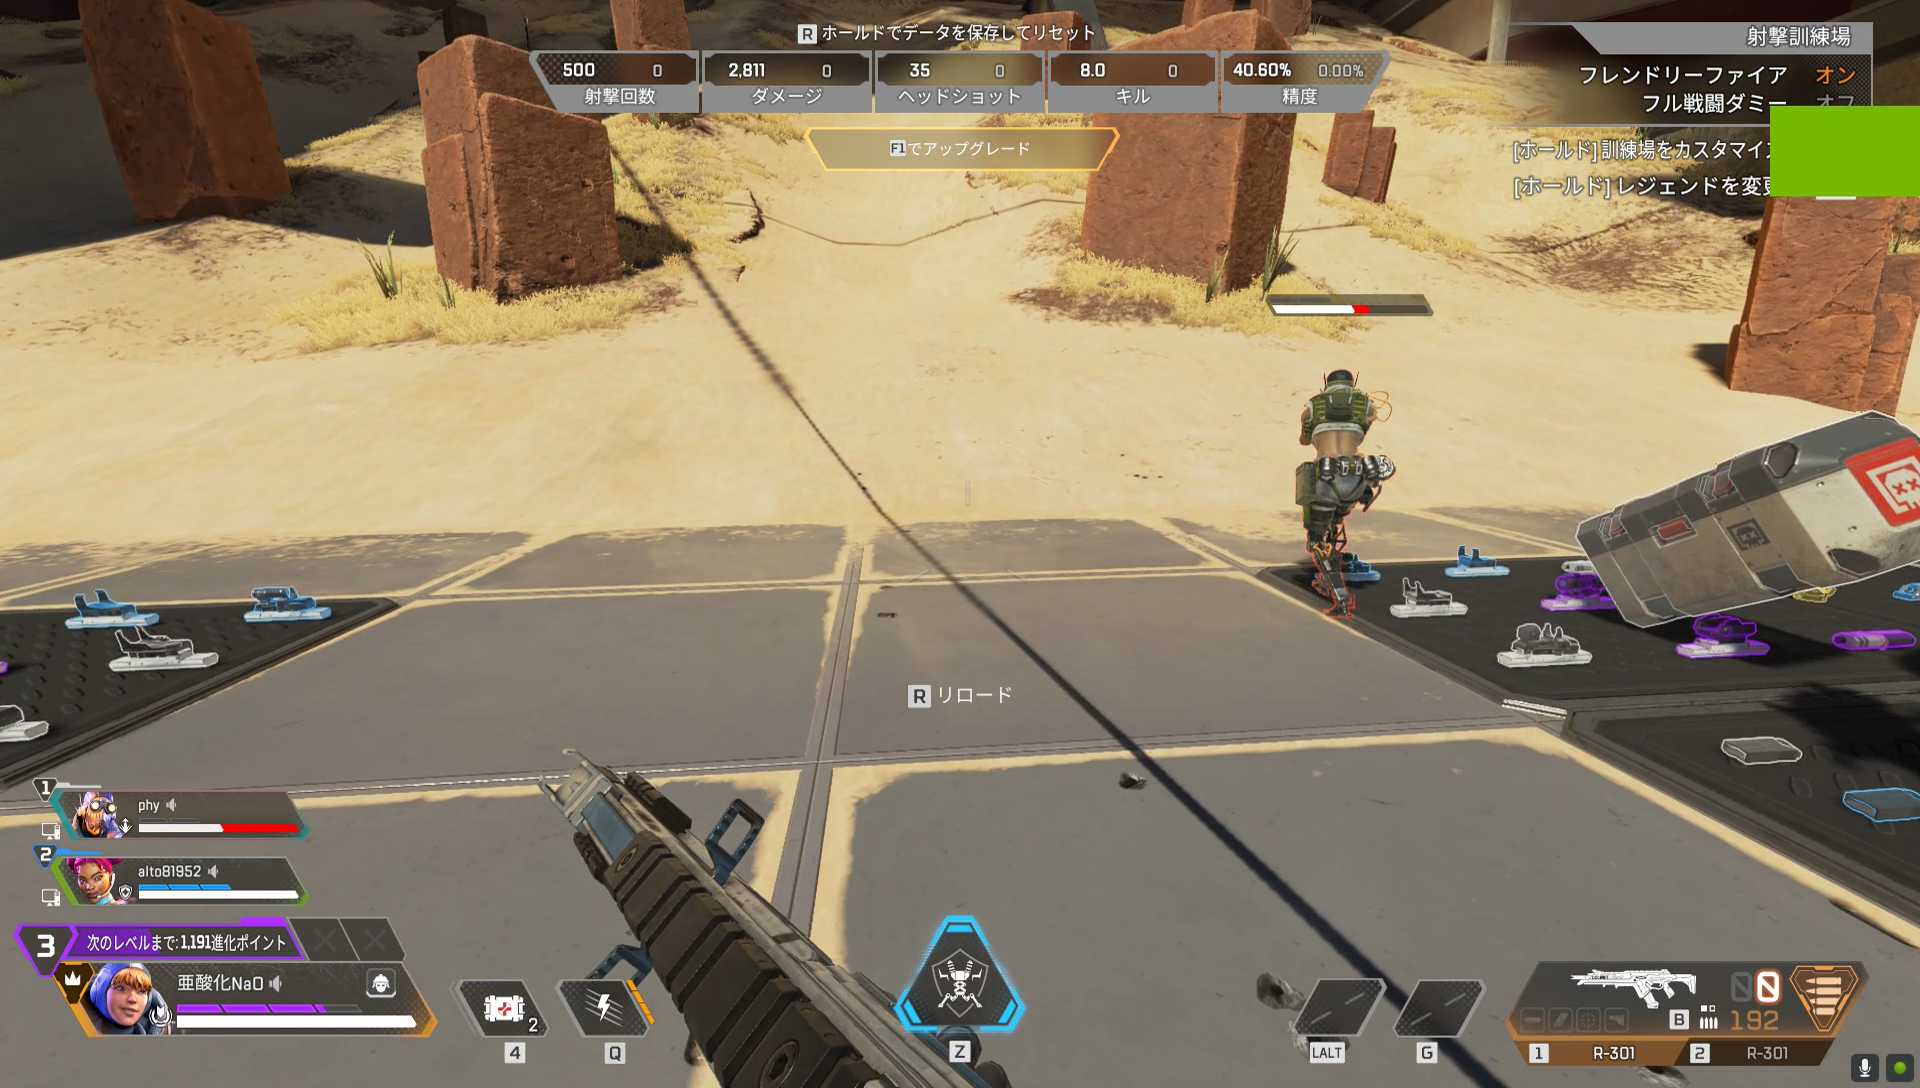 R ホールドでデータを保存してリセット
500 0 2,811 0 35 0 8.0 0 40.60% 0.00%
射撃回数 ダメージ ヘッドショット キル 精度
F1でアップグレード
射撃訓練場
フレンドリーファイア オン
フル戦闘ダミー オフ
[ホールド]訓練場をカスタマイ
[ホールド]レジェンドを変
R リロード
1
phy
2
alto81952
3 次のレベルまで:1,191進化ポイント
亜酸化NaO
2
4 Q Z LALT G
0
B 192
1 R-301 2 R-301